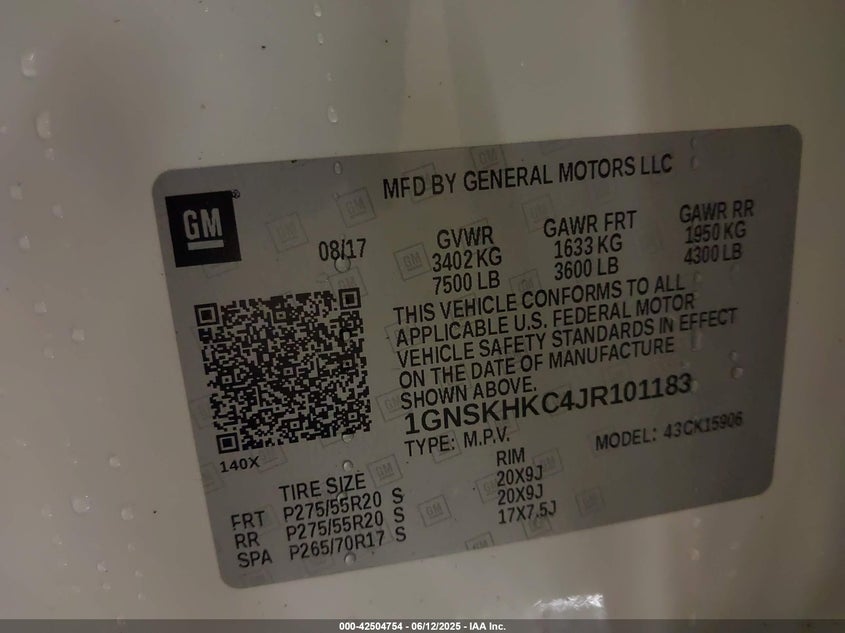 MFD BY GENERAL MOTORS LLC
GM
08/17
GVWR
3402 KG
7500 LB
GAWR FRT
1633 KG
3600 LB
GAWR RR
1950 KG
4300 LB
THIS VEHICLE CONFORMS TO ALL
APPLICABLE U.S. FEDERAL MOTOR
VEHICLE SAFETY STANDARDS IN EFFECT
ON THE DATE OF MANUFACTURE
SHOWN ABOVE.
1GNSKHKC4JR101183
TYPE: M.P.V.
MODEL: 43CK15906
140X
TIRE SIZE RIM
FRT P275/55R20 S 20X9J
RR P275/55R20 S 20X9J
SPA P265/70R17 S 17X7.5J
000-42504754 - 06/12/2025 - IAA Inc.